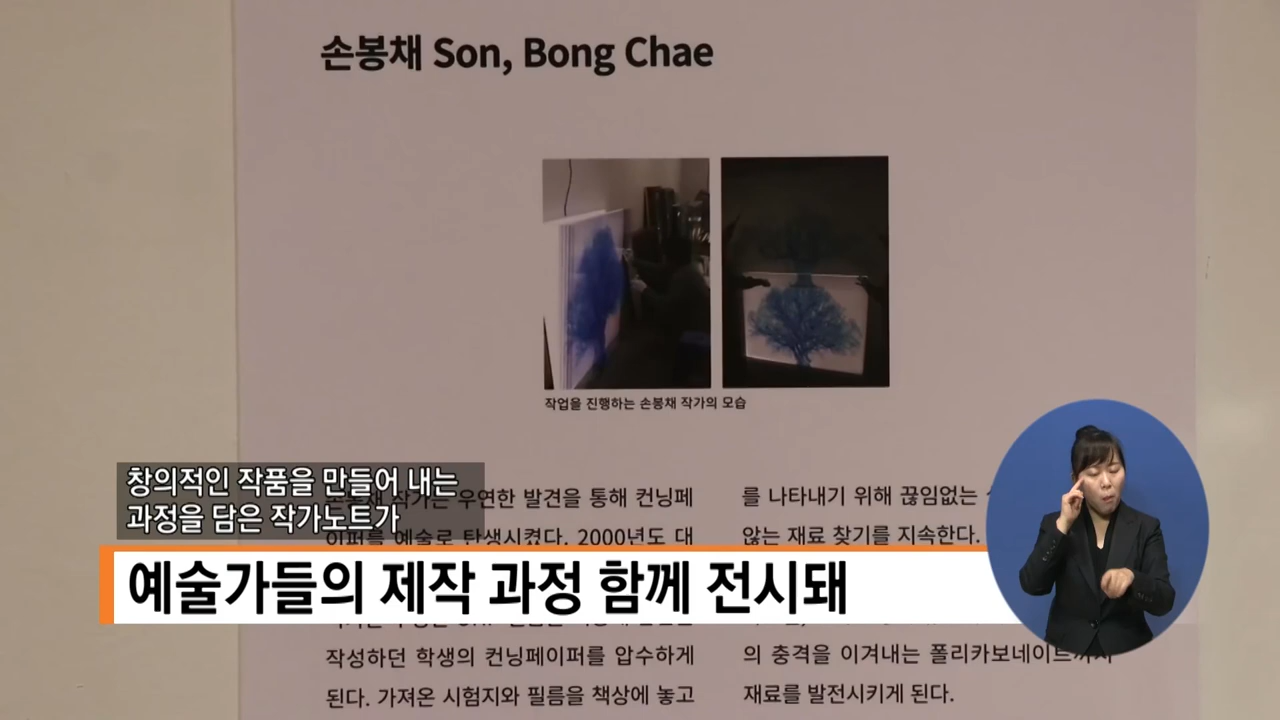 손봉채 Son, Bong Chae
작업을 진행하는 손봉채 작가의 모습
창의적인 작품을 만들어 내는
과정을 담은 작가노트가
손봉채 작가는 우연한 발견을 통해 컨닝페
이퍼를 예술로 탄생시켰다. 2000년도 대
예술가들의 제작 과정 함께 전시돼
작성하던 학생의 컨닝페이퍼를 압수하게
된다. 가져온 시험지와 필름을 책상에 놓고
를 나타내기 위해 끊임없는
않는 재료 찾기를 지속한다.
의 충격을 이겨내는 폴리카보네이트까지
재료를 발전시키게 된다.